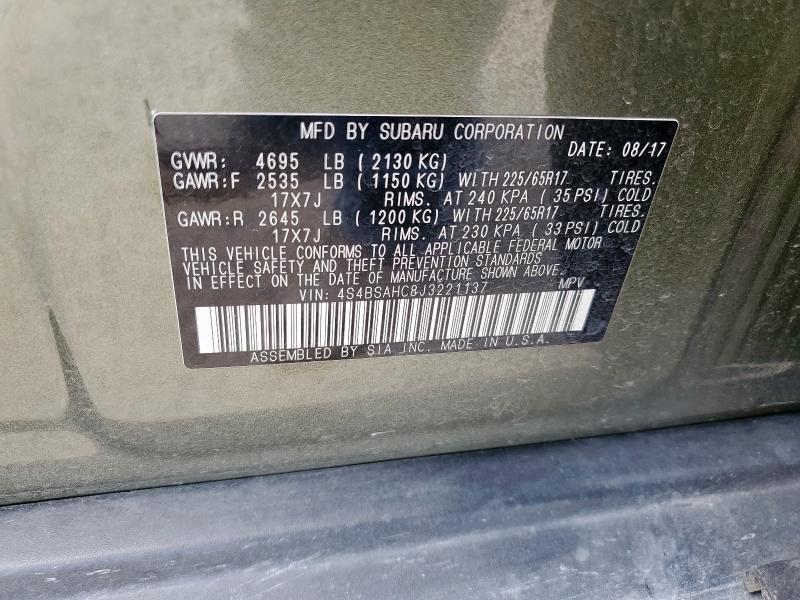 MFD BY SUBARU CORPORATION
DATE: 08/17
GVWR: 4695 LB ( 2130 KG)
GAWR:F 2535 LB ( 1150 KG) WITH 225/65R17 TIRES.
17X7J RIMS. AT 240 KPA ( 35 PSI) COLD
GAWR:R 2645 LB ( 1200 KG) WITH 225/65R17 TIRES.
17X7J RIMS. AT 230 KPA ( 33 PSI) COLD
THIS VEHICLE CONFORMS TO ALL APPLICABLE FEDERAL MOTOR
VEHICLE SAFETY AND THEFT PREVENTION STANDARDS
IN EFFECT ON THE DATE OF MANUFACTURE SHOWN ABOVE.
VIN: 4S4BSAHC8J3221137 MPV
ASSEMBLED BY SIA INC. MADE IN U.S.A.